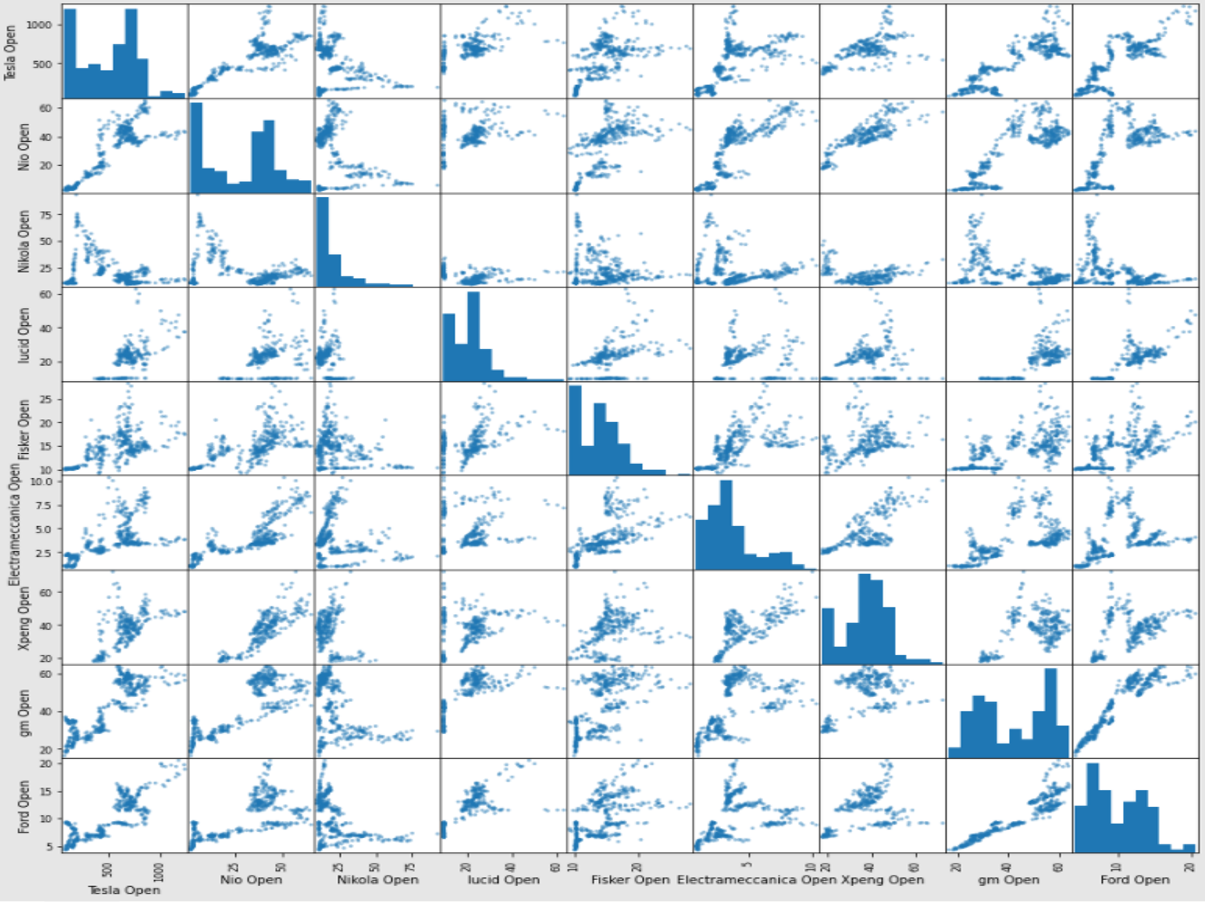 Tesla Open
1000
500
Nio Open
60
40
20
Nikola Open
75
50
25
lucid Open
60
40
20
Fisker Open
25
20
15
10
Electrameccanica Open
10.0
7.5
5.0
2.5
Xpeng Open
60
40
20
gm Open
60
40
20
Ford Open
20
15
10
5
500 1000 25 50 25 50 75 20 40 60 10 20 5 10 20 40 60 20 40 60 10 20
Tesla Open Nio Open Nikola Open lucid Open Fisker Open Electrameccanica Open Xpeng Open gm Open Ford Open